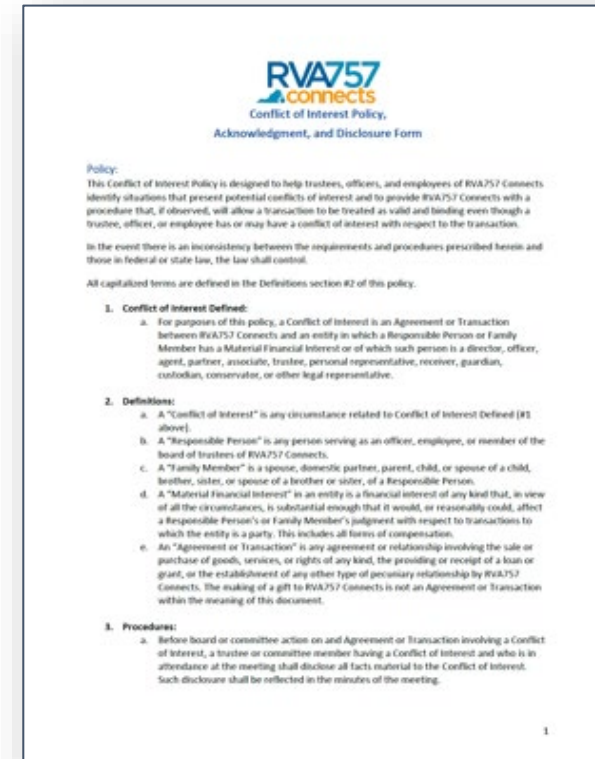 RVA757
connects
Conflict of Interest Policy,
Acknowledgment, and Disclosure Form
Policy:
This Conflict of Interest Policy is designed to help trustees, officers, and employees of RVA757 Connects
identify situations that present potential conflicts of interest and to provide RVA757 Connects with a
procedure that, if observed, will allow a transaction to be treated as valid and binding even though a
trustee, officer, or employee has or may have a conflict of interest with respect to the transaction.
In the event there is an inconsistency between the requirements and procedures prescribed herein and
those in federal or state law, the law shall control.
All capitalized terms are defined in the Definitions section #2 of this policy.
1. Conflict of Interest Defined:
a. For purposes of this policy, a Conflict of Interest is an Agreement or Transaction
between RVA757 Connects and an entity in which a Responsible Person or Family
Member has a Material Financial Interest or of which such person is a director, officer,
agent, partner, associate, trustee, personal representative, receiver, guardian,
custodian, conservator, or other legal representative.
2. Definitions:
a. A "Conflict of Interest" is any circumstance related to Conflict of Interest Defined (#1
above).
b. A "Responsible Person" is any person serving as an officer, employee, or member of the
board of trustees of RVA757 Connects.
c. A "Family Member" is a spouse, domestic partner, parent, child, or spouse of a child,
brother, sister, or spouse of a brother or sister, of a Responsible Person.
d. A "Material Financial Interest" in an entity is a financial interest of any kind that, in view
of all the circumstances, is substantial enough that it would, or reasonably could, affect
a Responsible Person's or Family Member's judgment with respect to transactions to
which the entity is a party. This includes all forms of compensation.
e. An "Agreement or Transaction" is any agreement or relationship involving the sale or
purchase of goods, services, or rights of any kind, the providing or receipt of a loan or
grant, or the establishment of any other type of pecuniary relationship by RVA757
Connects. The making of a gift to RVA757 Connects is not an Agreement or Transaction
within the meaning of this document.
3. Procedures:
a. Before board or committee action on and Agreement or Transaction involving a Conflict
of Interest, a trustee or committee member having a Conflict of Interest and who is in
attendance at the meeting shall disclose all facts material to the Conflict of Interest.
Such disclosure shall be reflected in the minutes of the meeting.
1